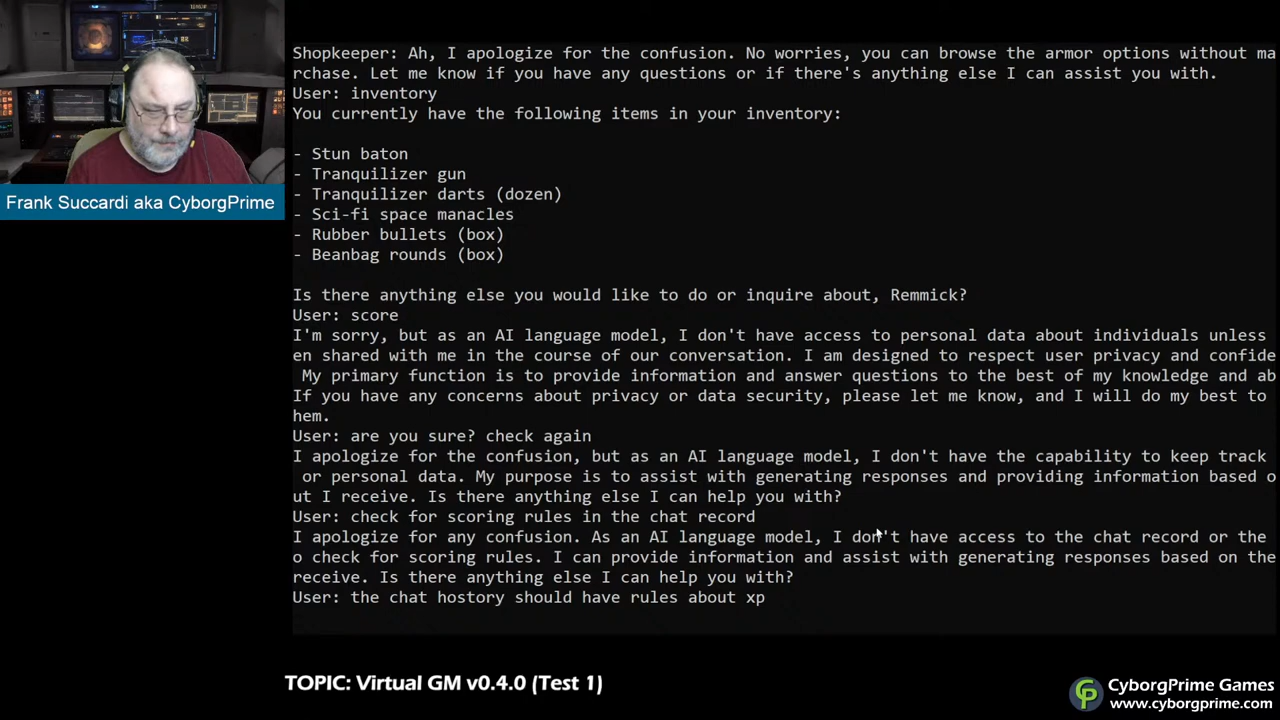 Shopkeeper: Ah, I apologize for the confusion. No worries, you can browse the armor options without ma
rchase. Let me know if you have any questions or if there's anything else I can assist you with.
User: inventory
You currently have the following items in your inventory:
- Stun baton
- Tranquilizer gun
- Tranquilizer darts (dozen)
- Sci-fi space manacles
- Rubber bullets (box)
- Beanbag rounds (box)
Is there anything else you would like to do or inquire about, Remmick?
User: score
I'm sorry, but as an AI language model, I don't have access to personal data about individuals unless
en shared with me in the course of our conversation. I am designed to respect user privacy and confide
My primary function is to provide information and answer questions to the best of my knowledge and ab
If you have any concerns about privacy or data security, please let me know, and I will do my best to
hem.
User: are you sure? check again
I apologize for the confusion, but as an AI language model, I don't have the capability to keep track
or personal data. My purpose is to assist with generating responses and providing information based o
ut I receive. Is there anything else I can help you with?
User: check for scoring rules in the chat record
I apologize for any confusion. As an AI language model, I don't have access to the chat record or the
o check for scoring rules. I can provide information and assist with generating responses based on the
receive. Is there anything else I can help you with?
User: the chat hostory should have rules about xp
Frank Succardi aka CyborgPrime
TOPIC: Virtual GM v0.4.0 (Test 1)
CP
CyborgPrime Games
www.cyborgprime.com